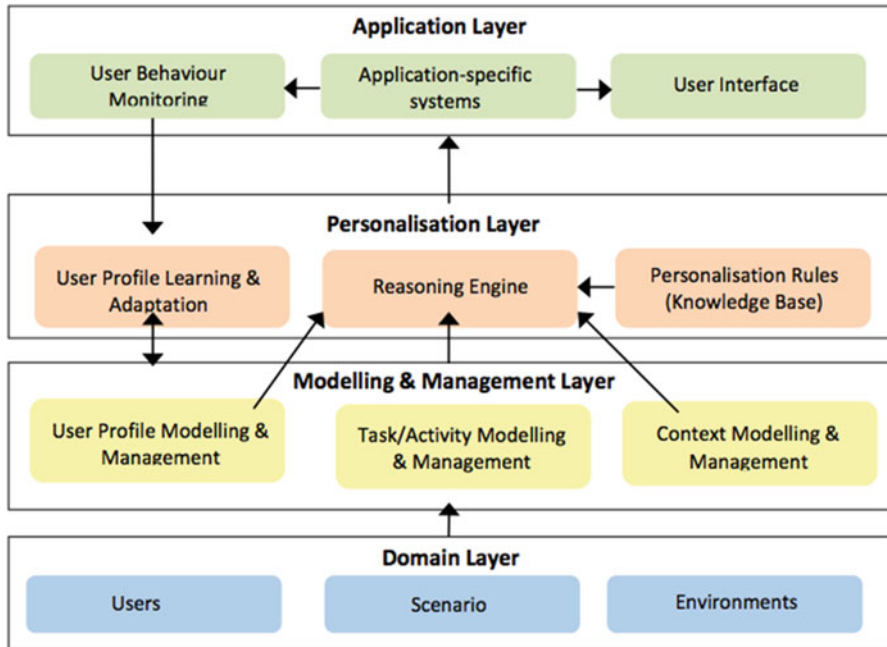 Application Layer
User Behaviour
Monitoring
Application-specific
systems
User Interface
Personalisation Layer
User Profile Learning &
Adaptation
Reasoning Engine
Personalisation Rules
(Knowledge Base)
Modelling & Management Layer
User Profile Modelling &
Management
Task/Activity Modelling
& Management
Context Modelling &
Management
Domain Layer
Users
Scenario
Environments